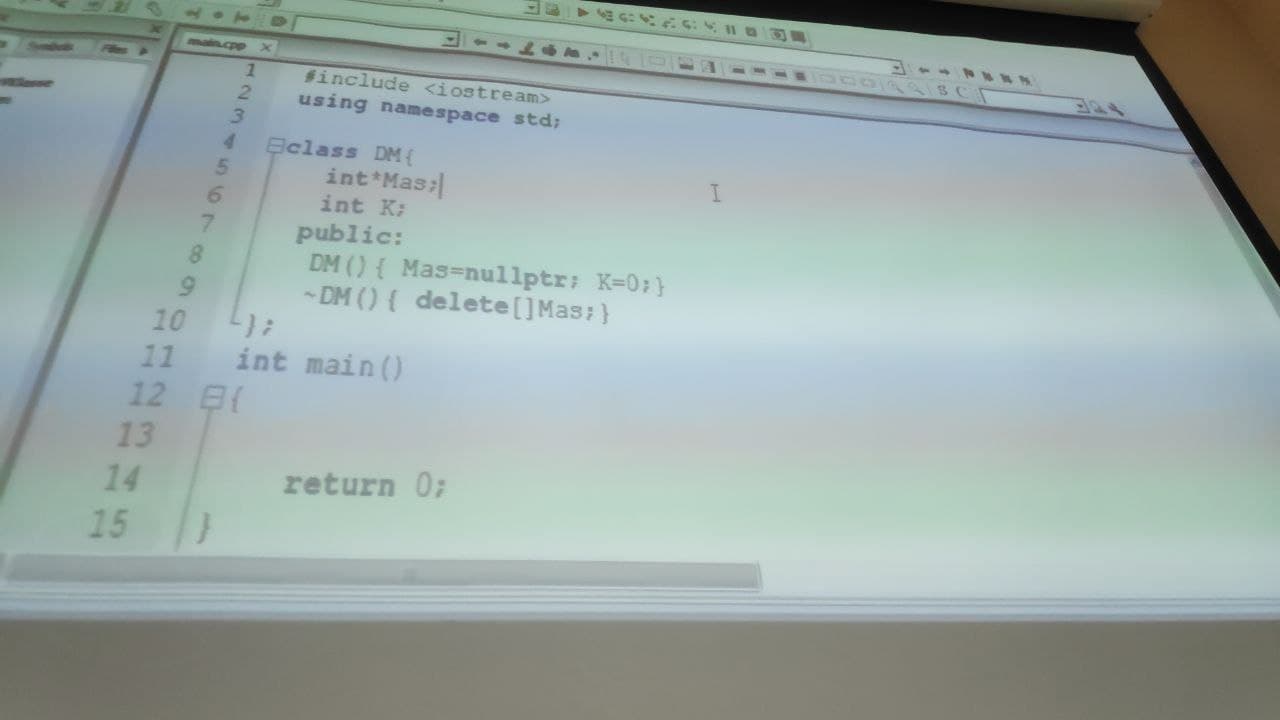 Symbols Files
main.cpp
1 #include <iostream>
2 using namespace std;
3
4 class DM{
5 int*Mas;
6 int K;
7 public:
8 DM(){ Mas=nullptr; K=0;}
9 ~DM(){ delete[]Mas;}
10 };
11 int main()
12 {
13
14 return 0;
15 }